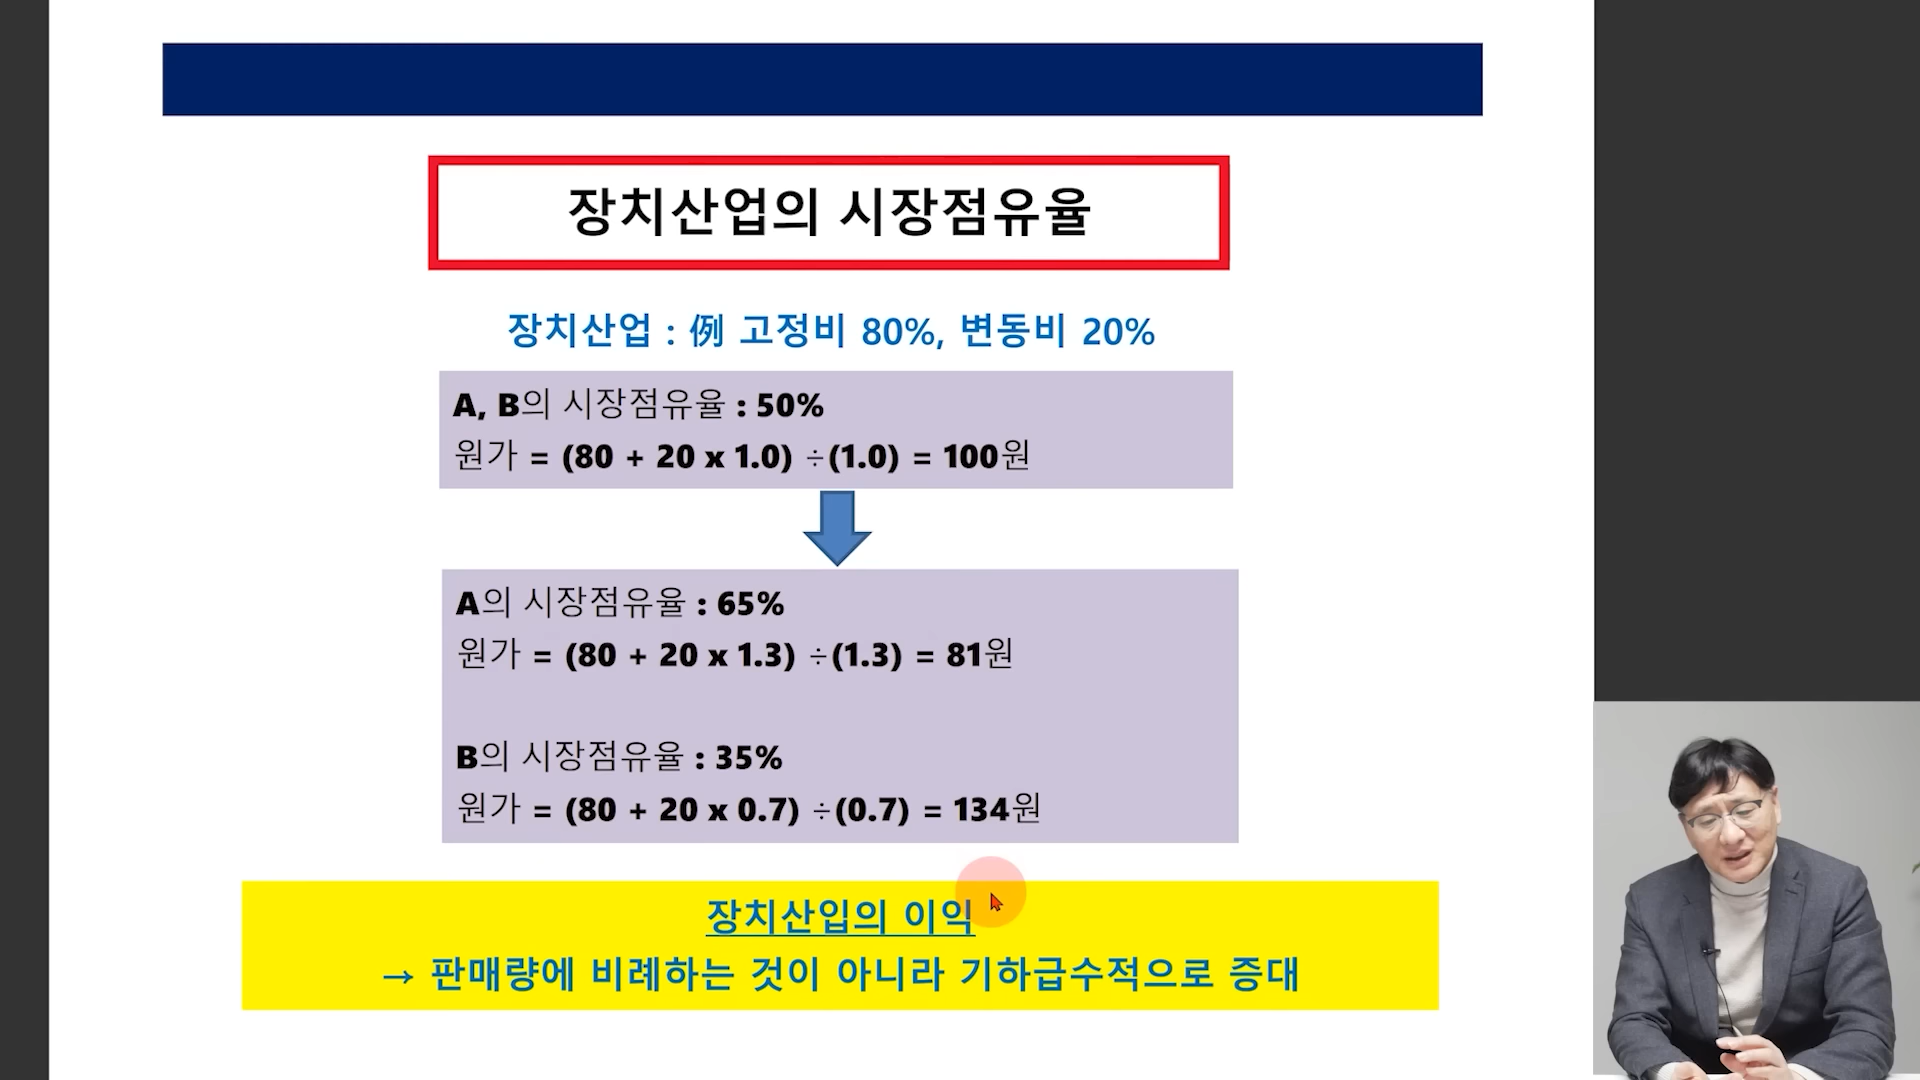 장치산업의 시장점유율
장치산업 : 例 고정비 80%, 변동비 20%
A, B의 시장점유율 : 50%
원가 = (80 + 20 x 1.0) ÷(1.0) = 100원
A의 시장점유율 : 65%
원가 = (80 + 20 x 1.3) ÷(1.3) = 81원
B의 시장점유율 : 35%
원가 = (80 + 20 x 0.7) ÷(0.7) = 134원
장치산입의 이익
→ 판매량에 비례하는 것이 아니라 기하급수적으로 증대